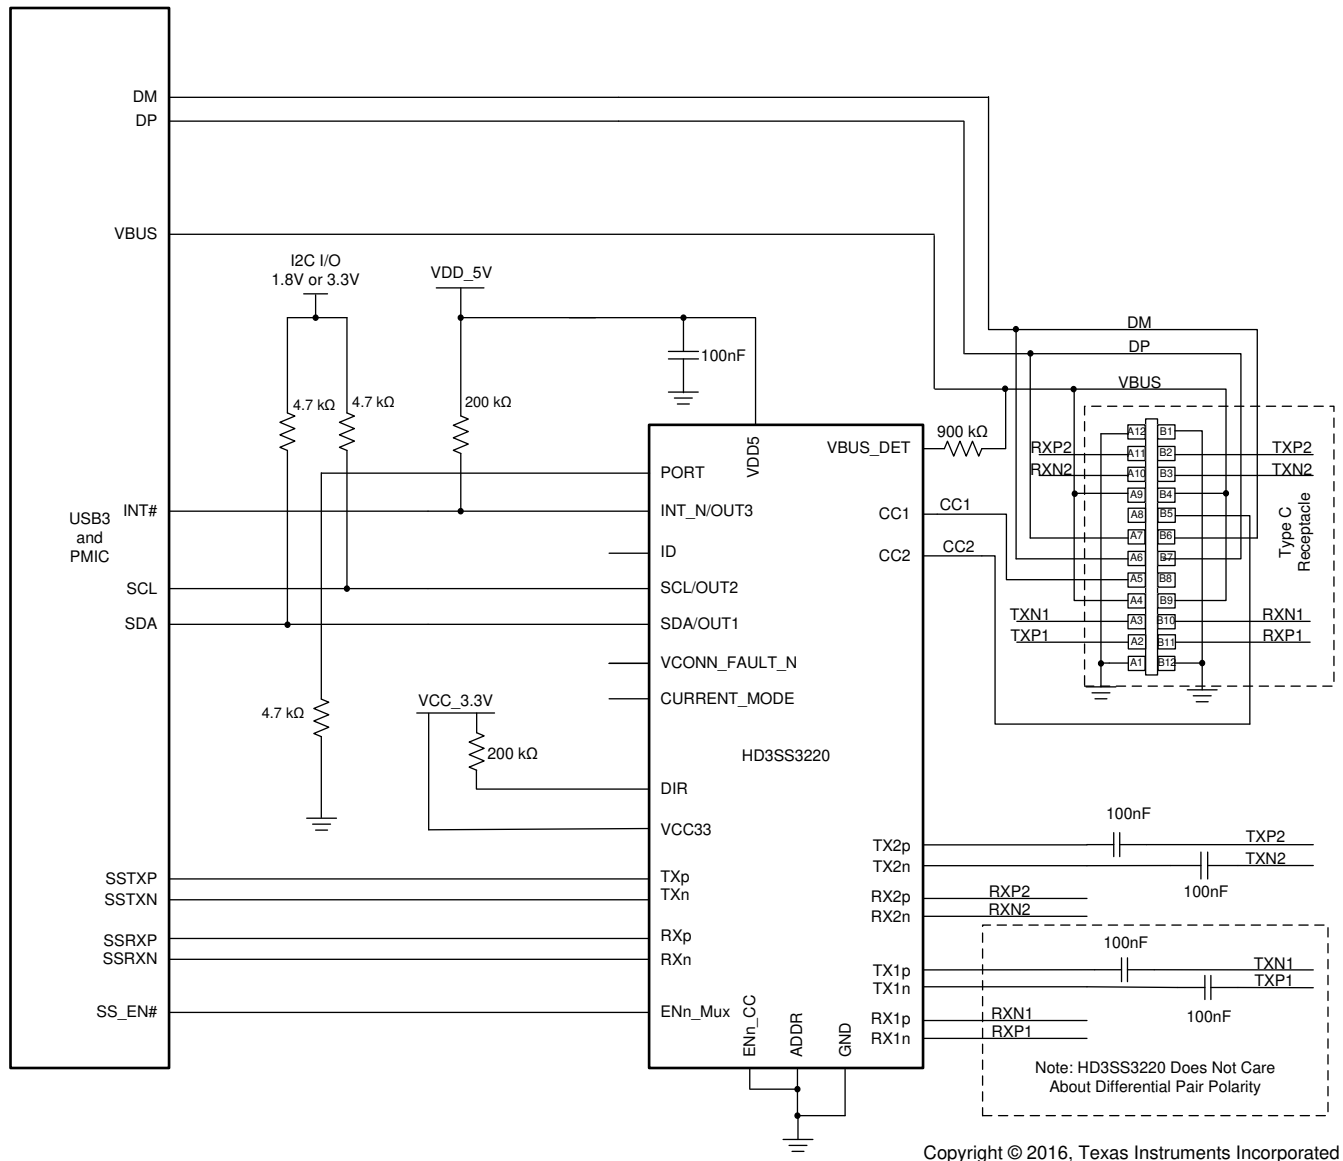 DM
DP
VBUS
I2C I/O
1.8V or 3.3V
VDD_5V
100nF
4.7 kΩ
4.7 kΩ
200 kΩ
DM
DP
VBUS
USB3
and
PMIC
INT#
SCL
SDA
4.7 kΩ
VCC_3.3V
200 kΩ
SSTXP
SSTXN
SSRXP
SSRXN
SS_EN#
VDD5
PORT
INT_N/OUT3
ID
SCL/OUT2
SDA/OUT1
VCONN_FAULT_N
CURRENT_MODE
HD3SS3220
DIR
VCC33
TXp
TXn
RXp
RXn
ENn_Mux
ENn_CC
ADDR
GND
VBUS_DET
900 kΩ
CC1
CC1
CC2
CC2
TX2p
TX2n
RX2p
RX2n
TX1p
TX1n
RX1p
RX1n
RXP2
RXN2
TXN1
TXP1
A12 B1
A11 B2
A10 B3
A9 B4
A8 B5
A7 B6
A6 B7
A5 B8
A4 B9
A3 B10
A2 B11
A1 B12
TXP2
TXN2
RXN1
RXP1
Type C
Receptacle
100nF
TXP2
TXN2
100nF
RXP2
RXN2
100nF
TXN1
TXP1
100nF
RXN1
RXP1
Note: HD3SS3220 Does Not Care
About Differential Pair Polarity
Copyright © 2016, Texas Instruments Incorporated